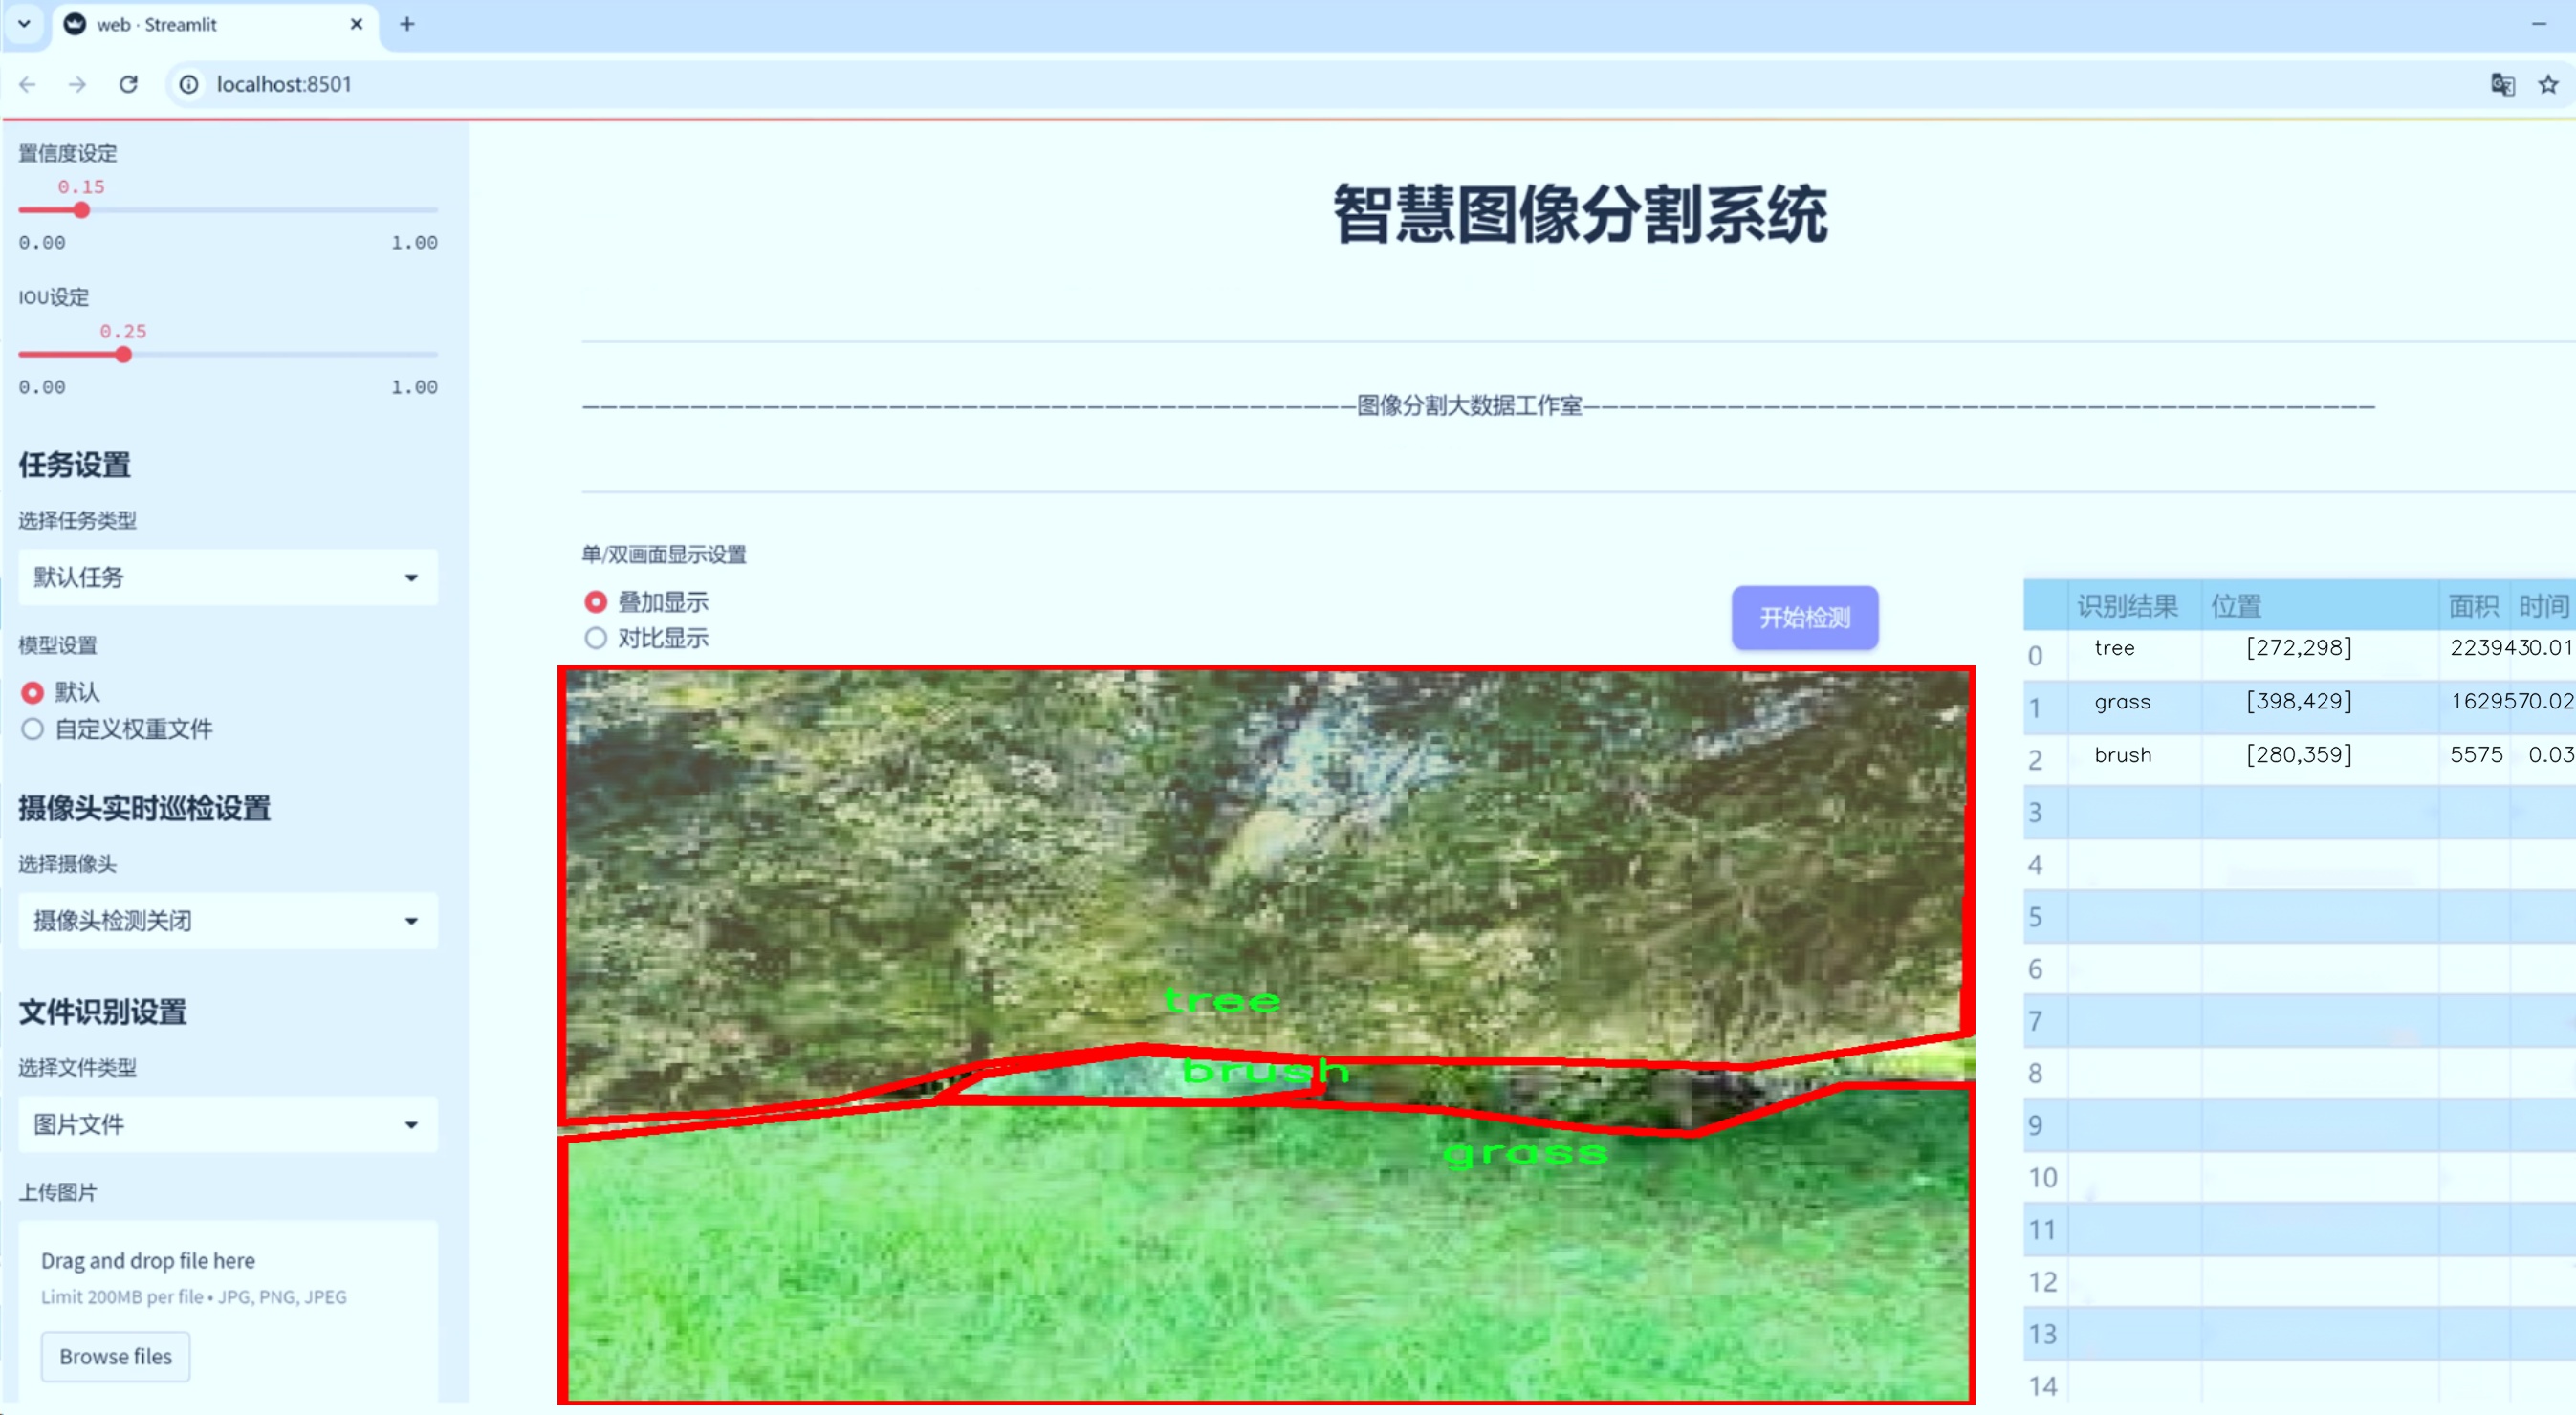 web · Streamlit
localhost:8501
置信度设定
0.15
0.00 1.00
IOU设定
0.25
0.00 1.00
任务设置
选择任务类型
默认任务
模型设置
默认
自定义权重文件
摄像头实时巡检设置
选择摄像头
摄像头检测关闭
文件识别设置
选择文件类型
图片文件
上传图片
Drag and drop file here
Limit 200MB per file • JPG, PNG, JPEG
Browse files
智慧图像分割系统
图像分割大数据工作室
单/双画面显示设置
叠加显示
对比显示
开始检测
tree
brush
grass
识别结果 位置 面积 时间
0 tree [272,298] 2239430.01
1 grass [398,429] 1629570.02
2 brush [280,359] 5575 0.03
3
4
5
6
7
8
9
10
11
12
13
14